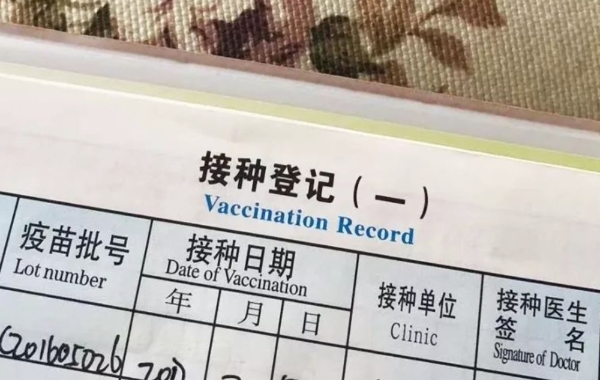 接种登记（一）
Vaccination Record
疫苗批号 接种日期 接种单位 接种医生
Lot number Date of Vaccination Clinic 签名
年 月 日 Signature of Doctor
201605026